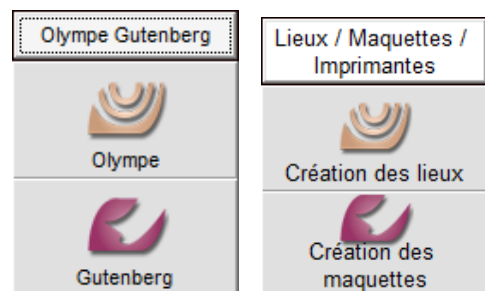 Olympe Gutenberg
Olympe
Gutenberg
Lieux / Maquettes /
Imprimantes
Création des lieux
Création des
maquettes